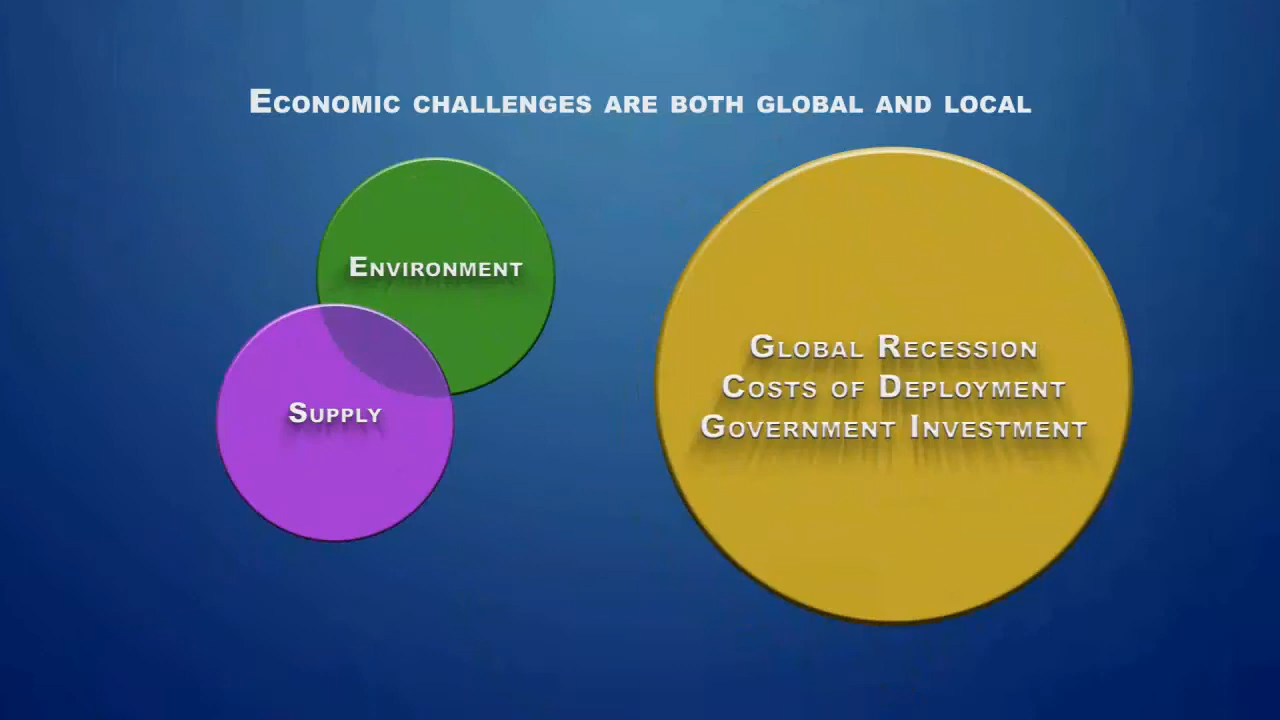 Economic challenges are both global and local
Environment
Supply
Global Recession
Costs of Deployment
Government Investment